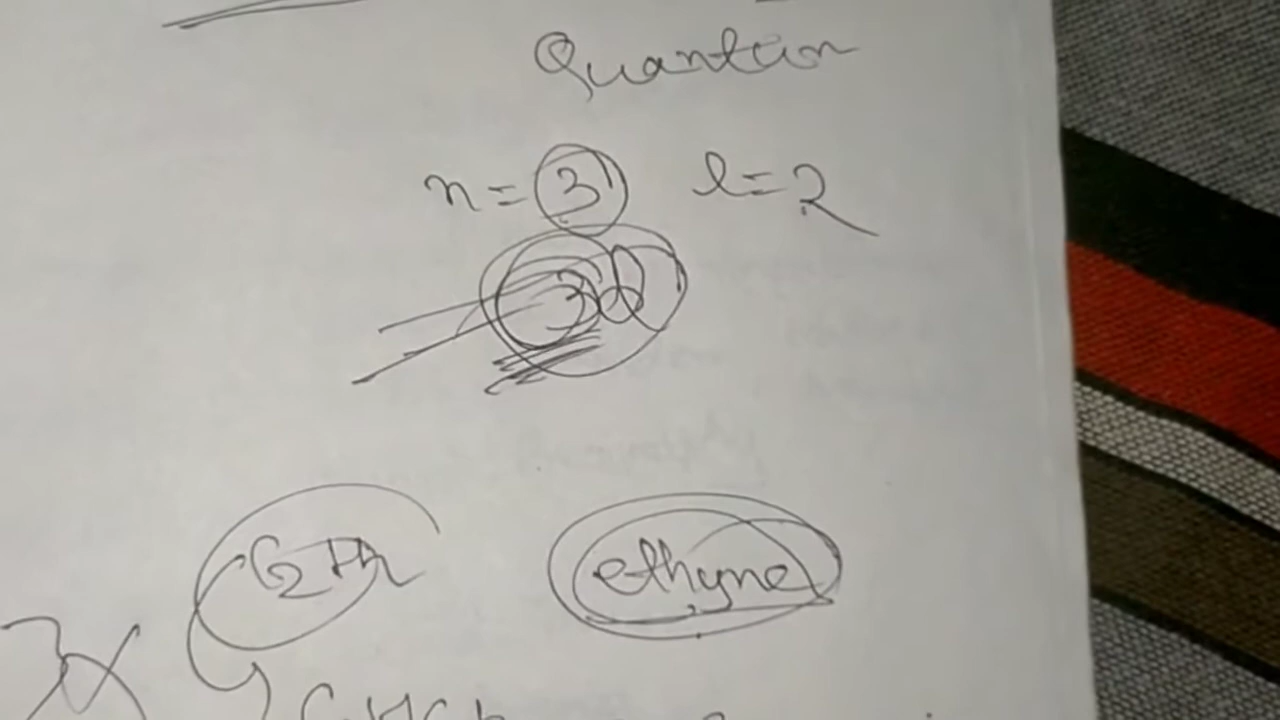 Quantum
n = 3 l = 2
3d
C2H2 ethyne